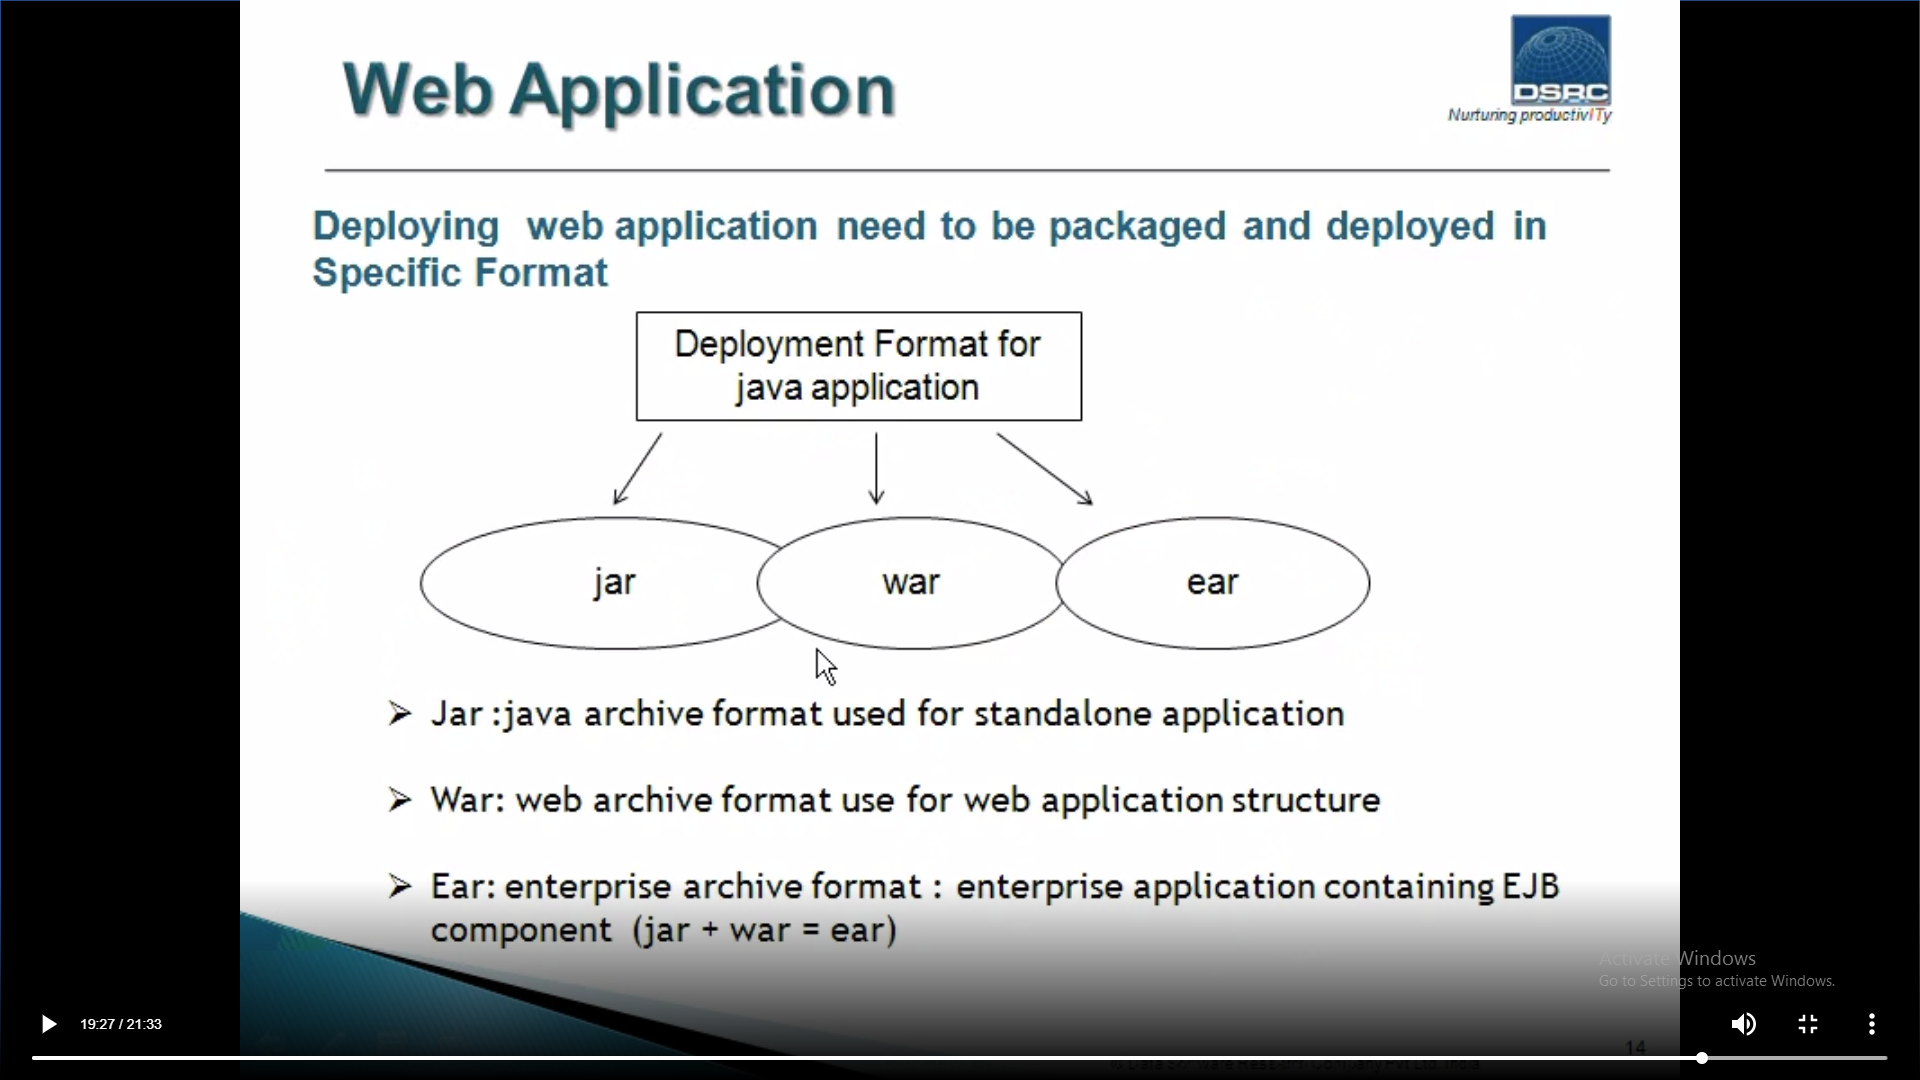 Web Application
DSRC
Nurturing productivITy
Deploying web application need to be packaged and deployed in
Specific Format
Deployment Format for
java application
jar
war
ear
Jar :java archive format used for standalone application
War: web archive format use for web application structure
Ear: enterprise archive format : enterprise application containing EJB
component (jar + war = ear)
Activate Windows
Go to Settings to activate Windows.
19:27 / 21:33
14